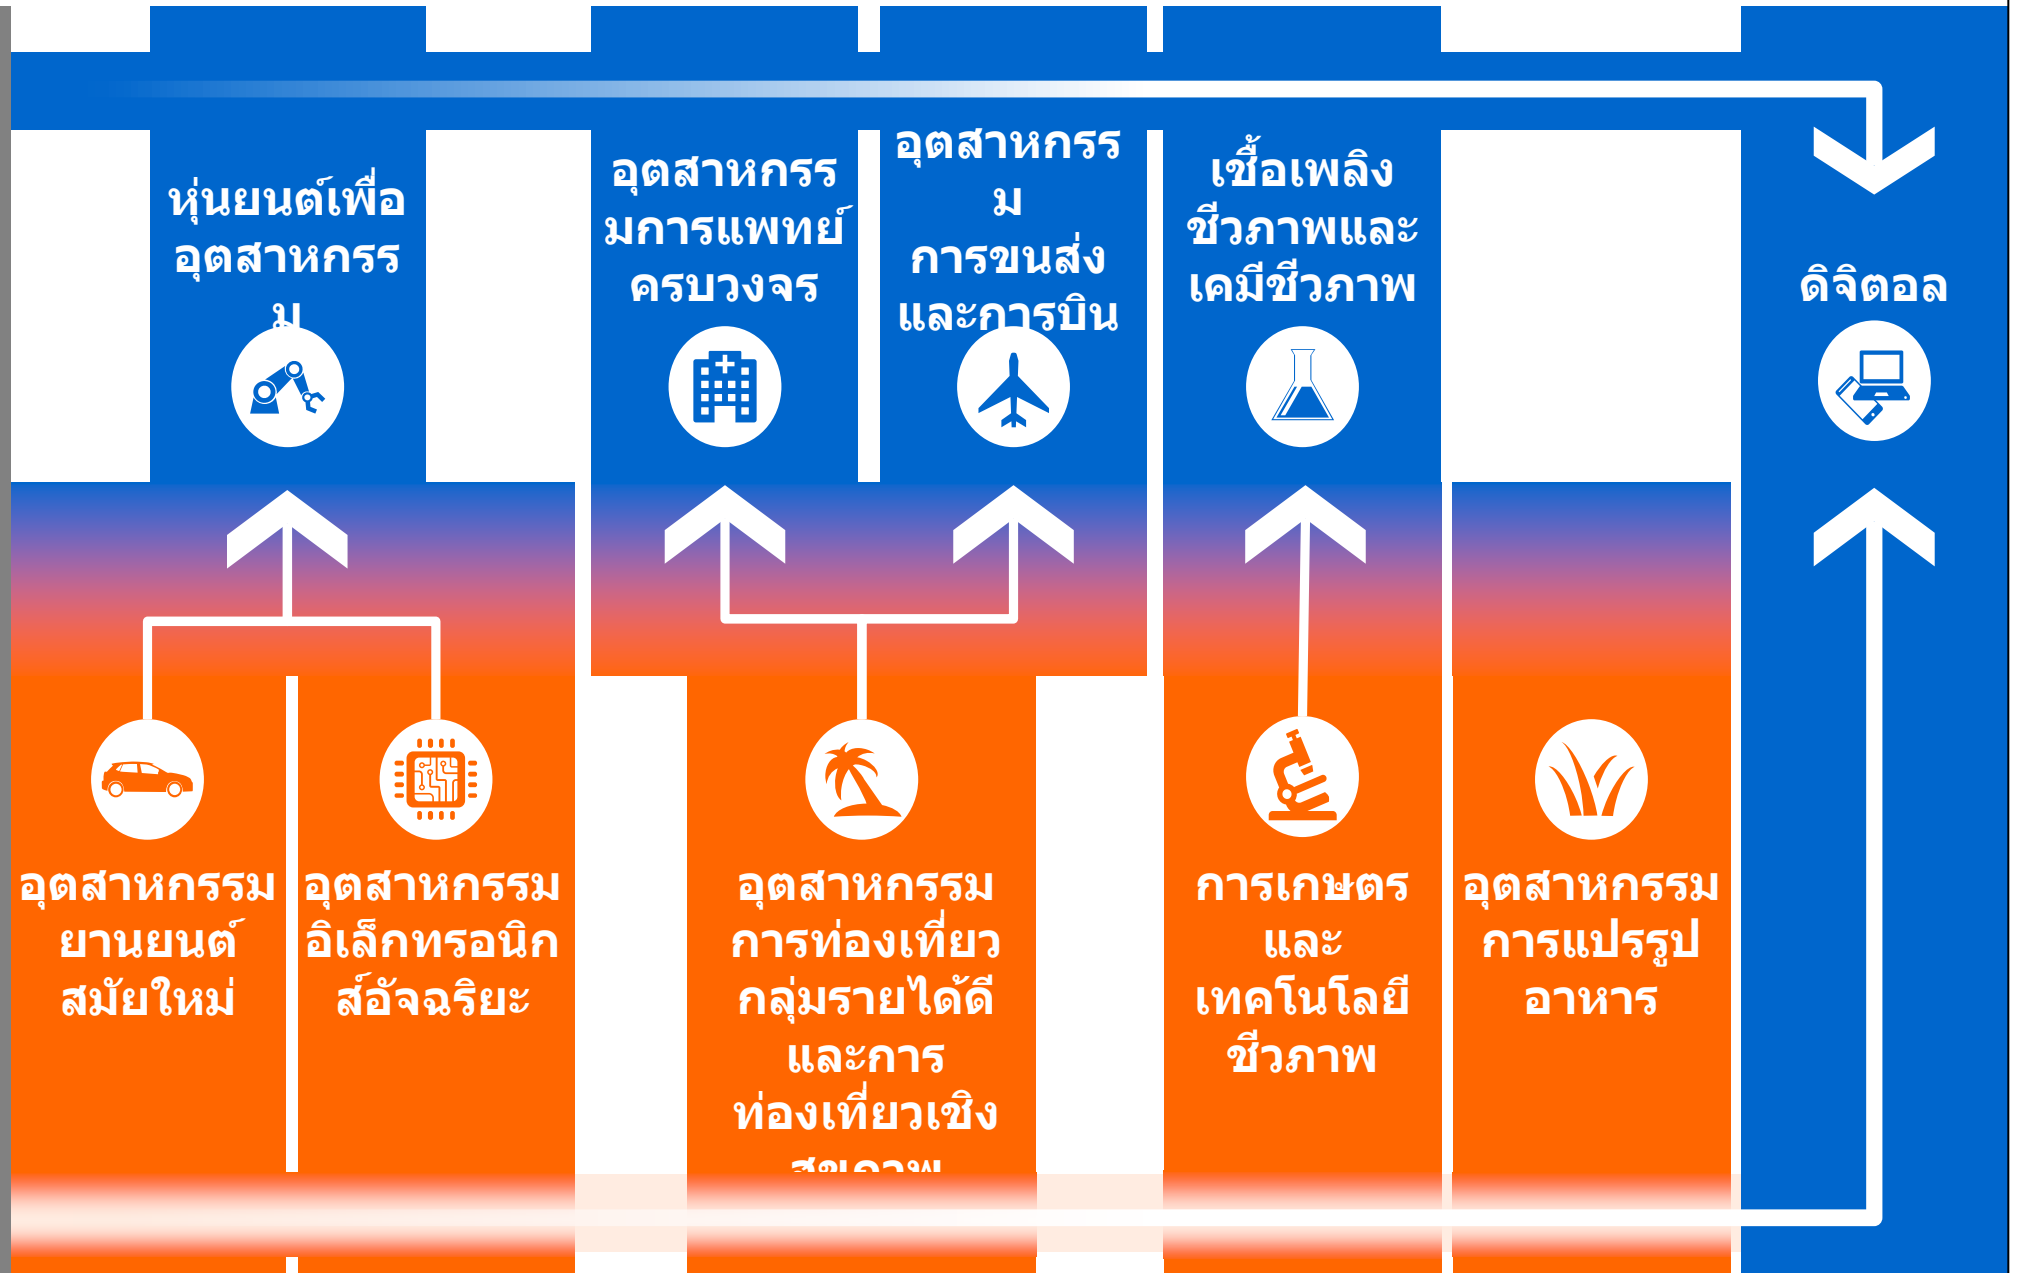 หุ่นยนต์เพื่อ
อุตสาหกรร
ม
อุตสาหกรร
มการแพทย์
ครบวงจร
อุตสาหกรร
ม
การขนส่ง
และการบิน
เชื้อเพลิง
ชีวภาพและ
เคมีชีวภาพ
ดิจิตอล
อุตสาหกรรม
ยานยนต์
สมัยใหม่
อุตสาหกรรม
อิเล็กทรอนิก
ส์อัจฉริยะ
อุตสาหกรรม
การท่องเที่ยว
กลุ่มรายได้ดี
และการ
ท่องเที่ยวเชิง
สุขภาพ
การเกษตร
และ
เทคโนโลยี
ชีวภาพ
อุตสาหกรรม
การแปรรูป
อาหาร